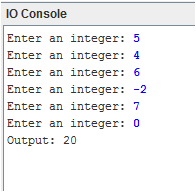 IO Console
Enter an integer: 5
Enter an integer: 4
Enter an integer: 6
Enter an integer: -2
Enter an integer: 7
Enter an integer: 0
Output: 20